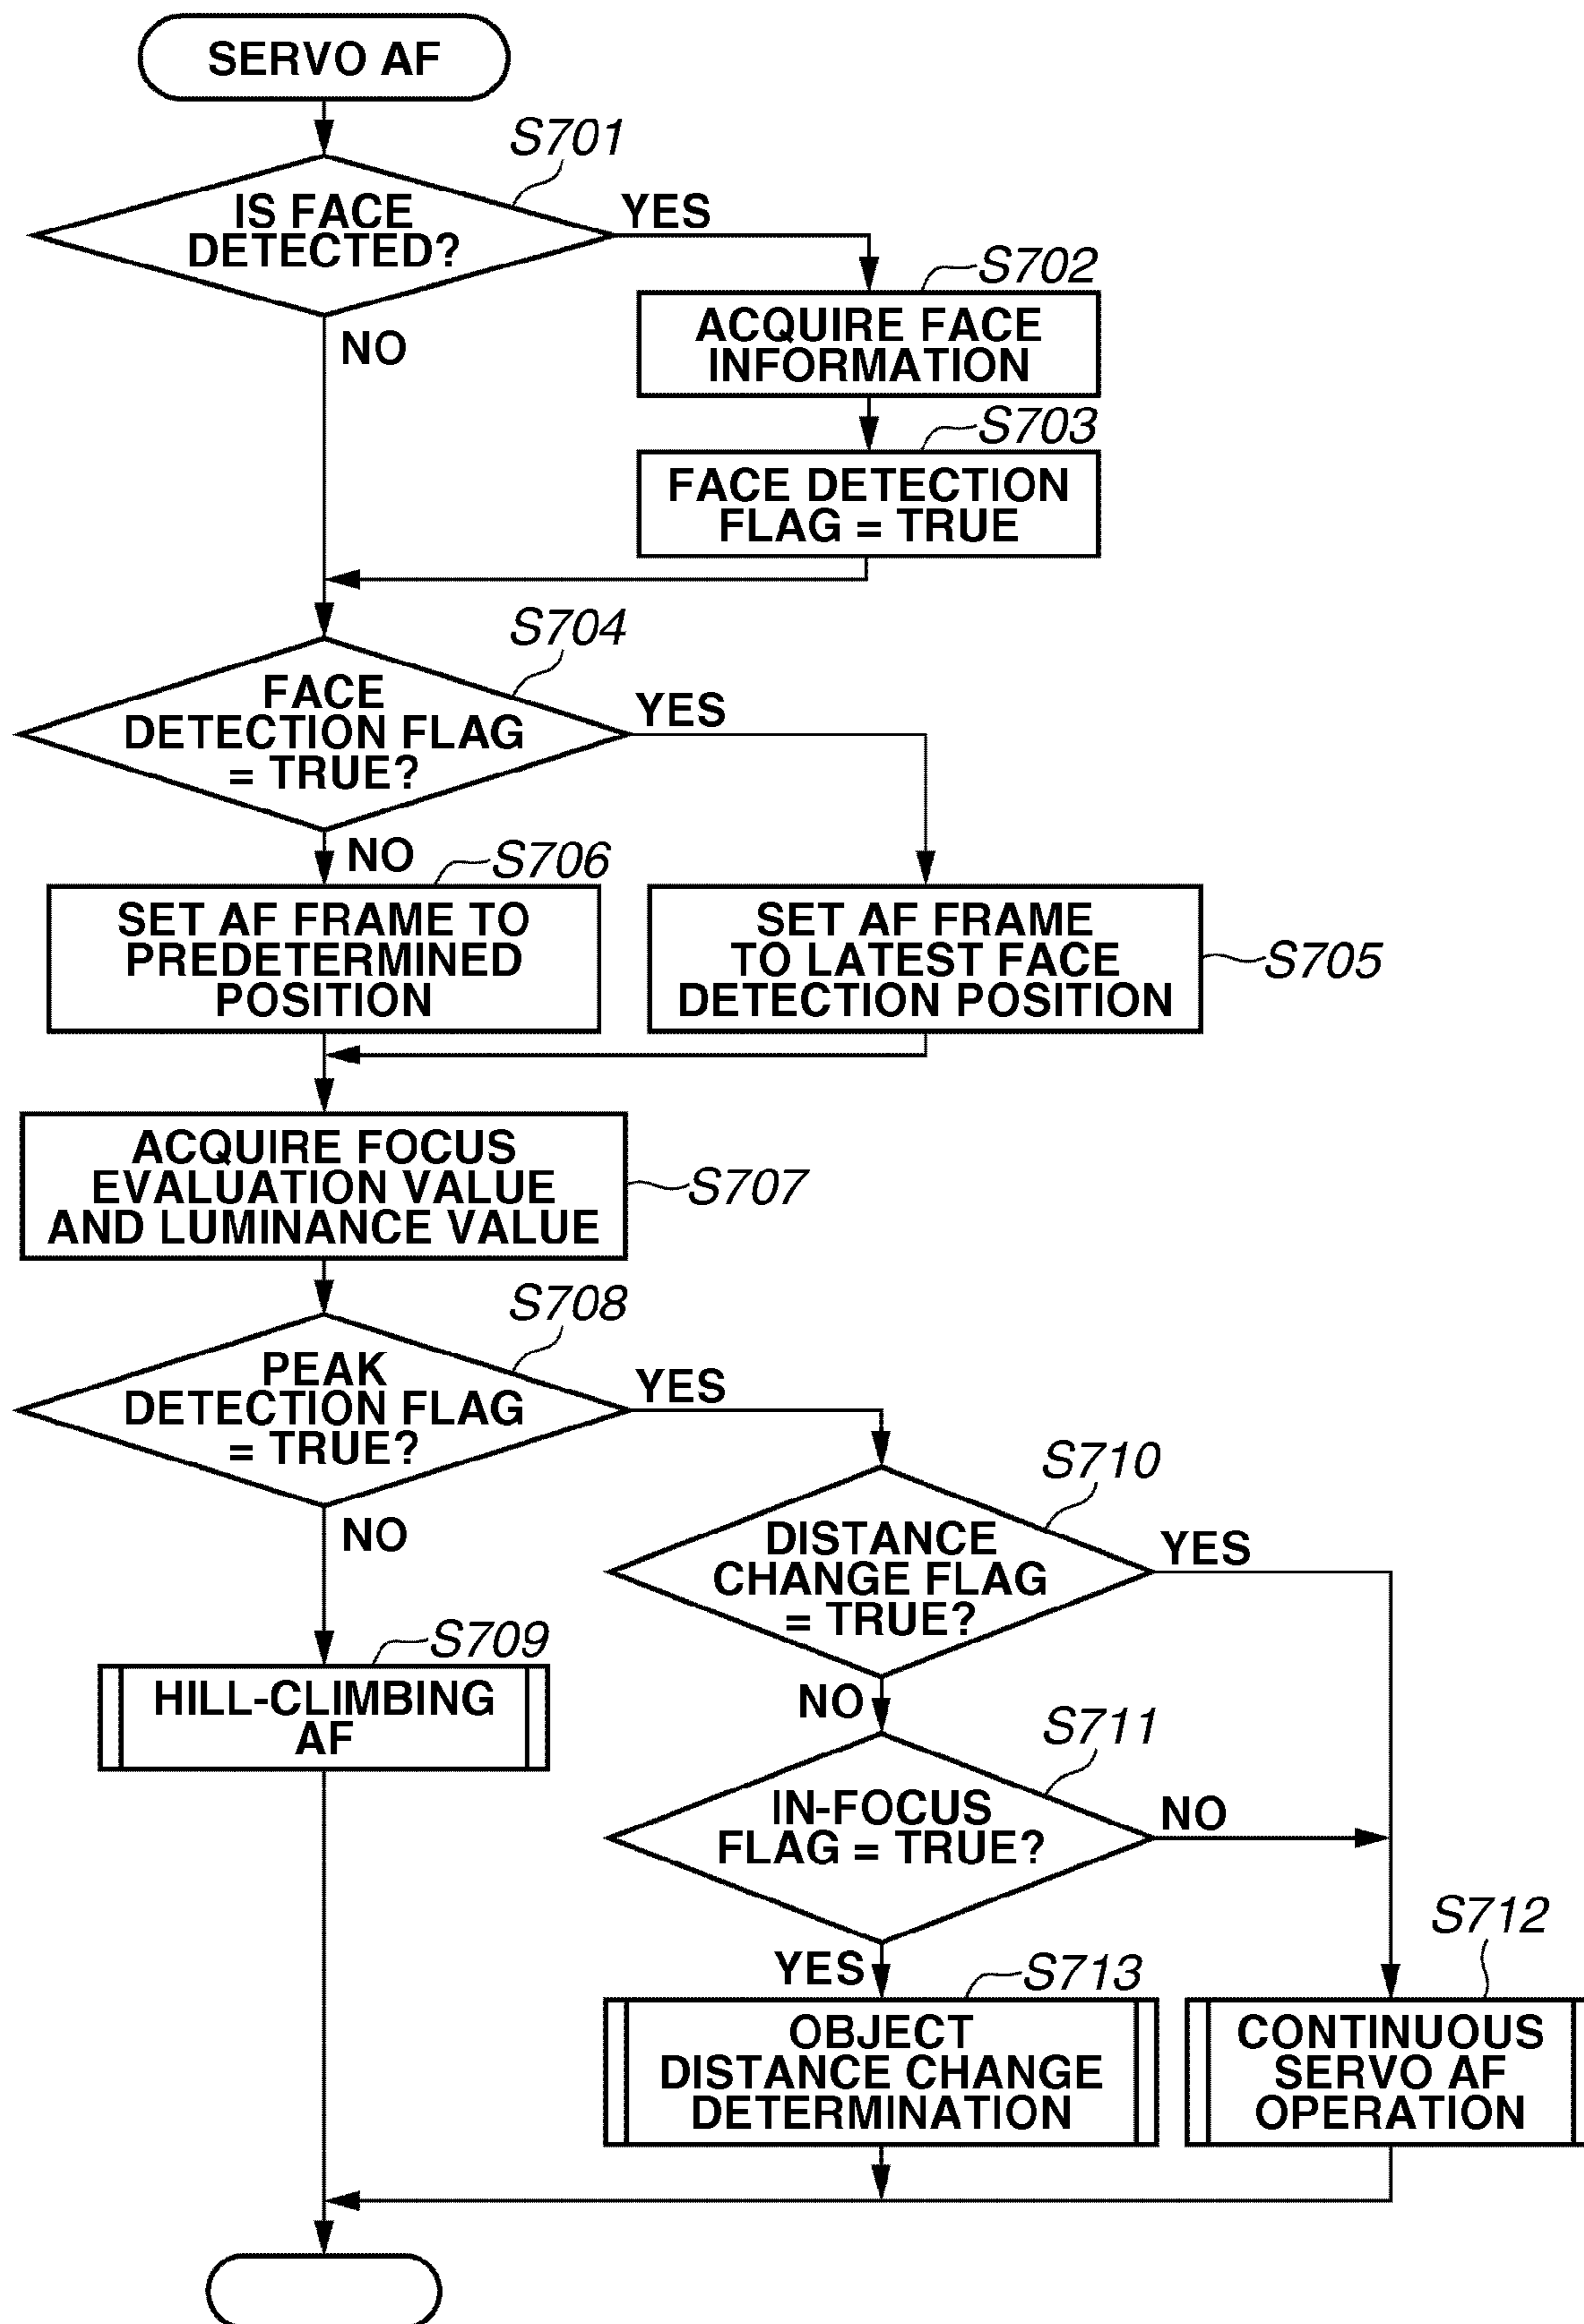 SERVO AF
S701
IS FACE
DETECTED?
YES
NO
S702
ACQUIRE FACE
INFORMATION
S703
FACE DETECTION
FLAG = TRUE
S704
FACE
DETECTION FLAG
= TRUE?
YES
NO
S706
SET AF FRAME TO
PREDETERMINED
POSITION
SET AF FRAME
TO LATEST FACE
DETECTION POSITION
S705
ACQUIRE FOCUS
EVALUATION VALUE
AND LUMINANCE VALUE
S707
S708
PEAK
DETECTION FLAG
= TRUE?
YES
NO
S709
HILL-CLIMBING
AF
S710
DISTANCE
CHANGE FLAG
= TRUE?
YES
NO
S711
IN-FOCUS
FLAG = TRUE?
NO
YES
S713
OBJECT
DISTANCE CHANGE
DETERMINATION
S712
CONTINUOUS
SERVO AF
OPERATION